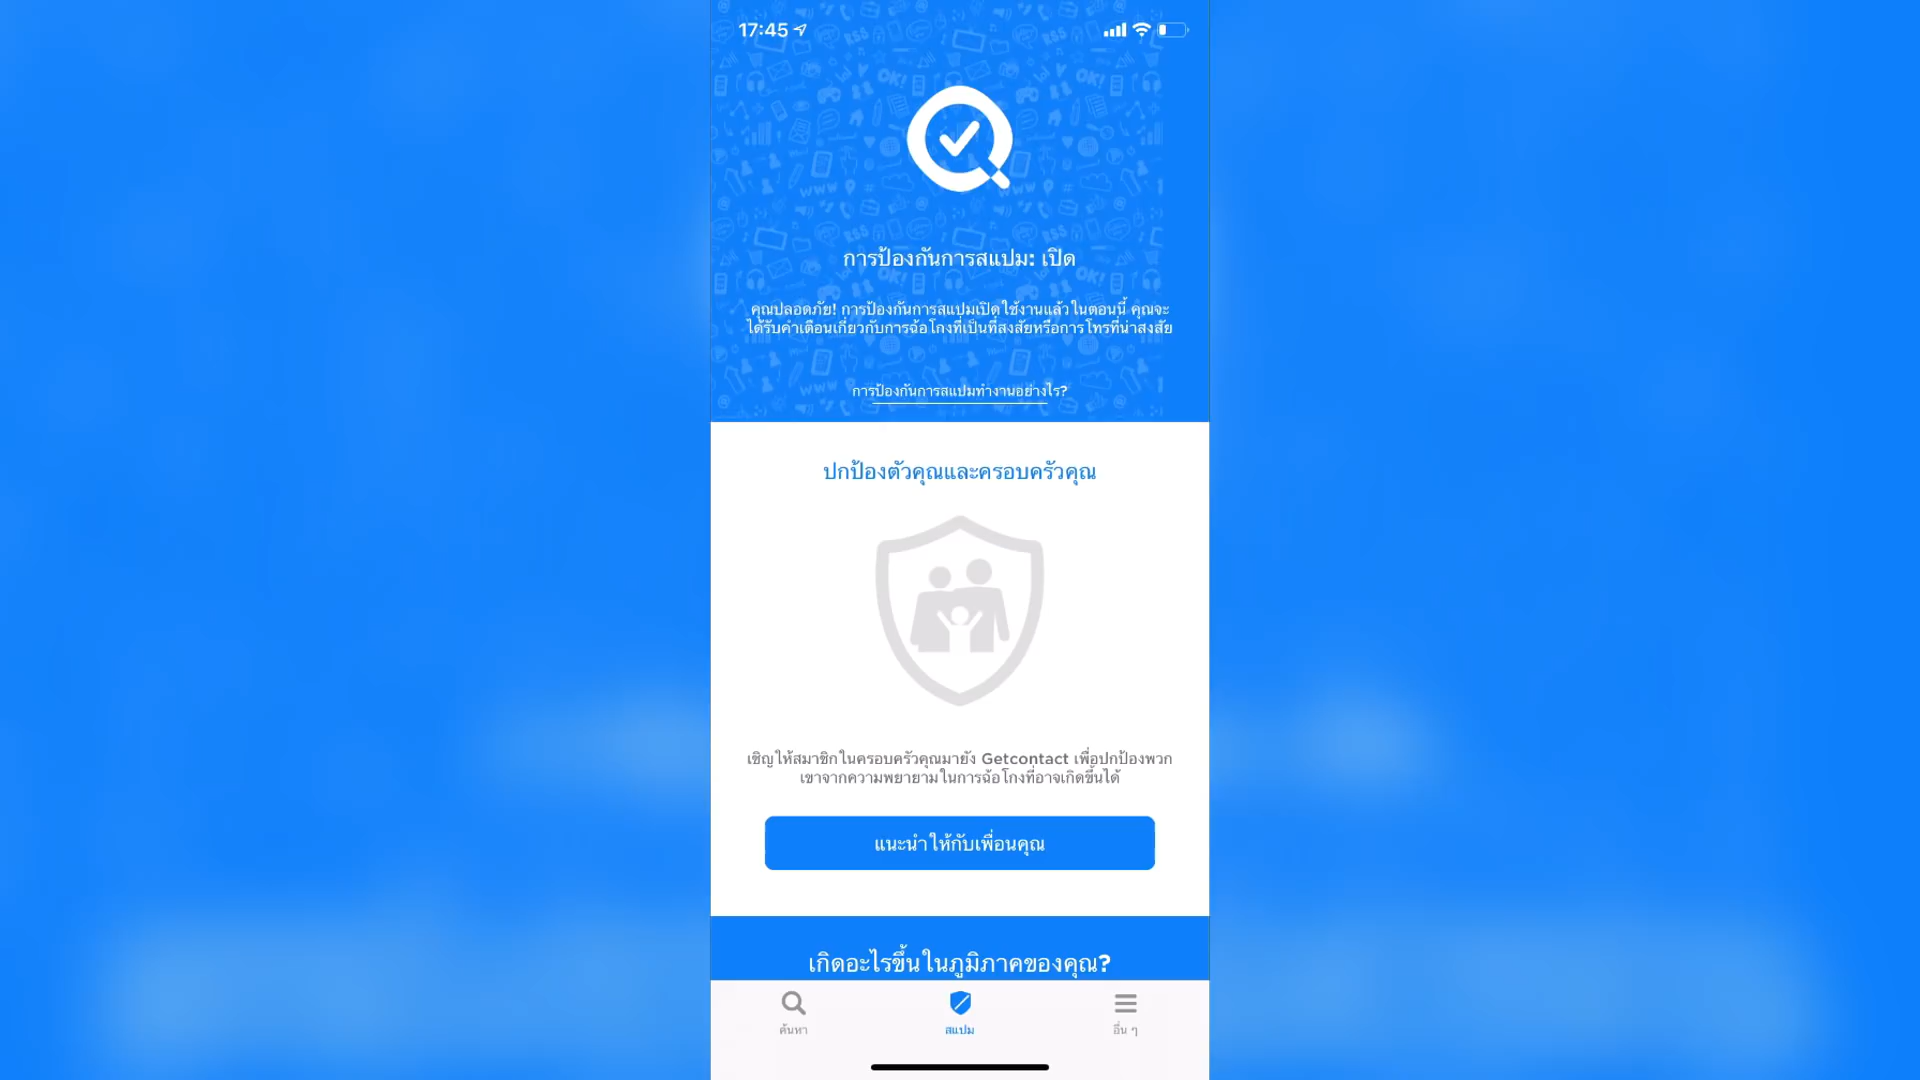 17:45
การป้องกันการสแปม: เปิด
คุณปลอดภัย! การป้องกันการสแปมเปิดใช้งานแล้วในตอนนี้ คุณจะ
ได้รับคำเตือนเกี่ยวกับการฉ้อโกงที่เป็นที่สงสัยหรือการโทรที่น่าสงสัย
การป้องกันการสแปมทำงานอย่างไร?
ปกป้องตัวคุณและครอบครัวคุณ
เชิญให้สมาชิกในครอบครัวคุณมายัง Getcontact เพื่อปกป้องพวก
เขาจากความพยายามในการฉ้อโกงที่อาจเกิดขึ้นได้
แนะนำให้กับเพื่อนคุณ
เกิดอะไรขึ้นในภูมิภาคของคุณ?
ค้นหา
สแปม
อื่น ๆ